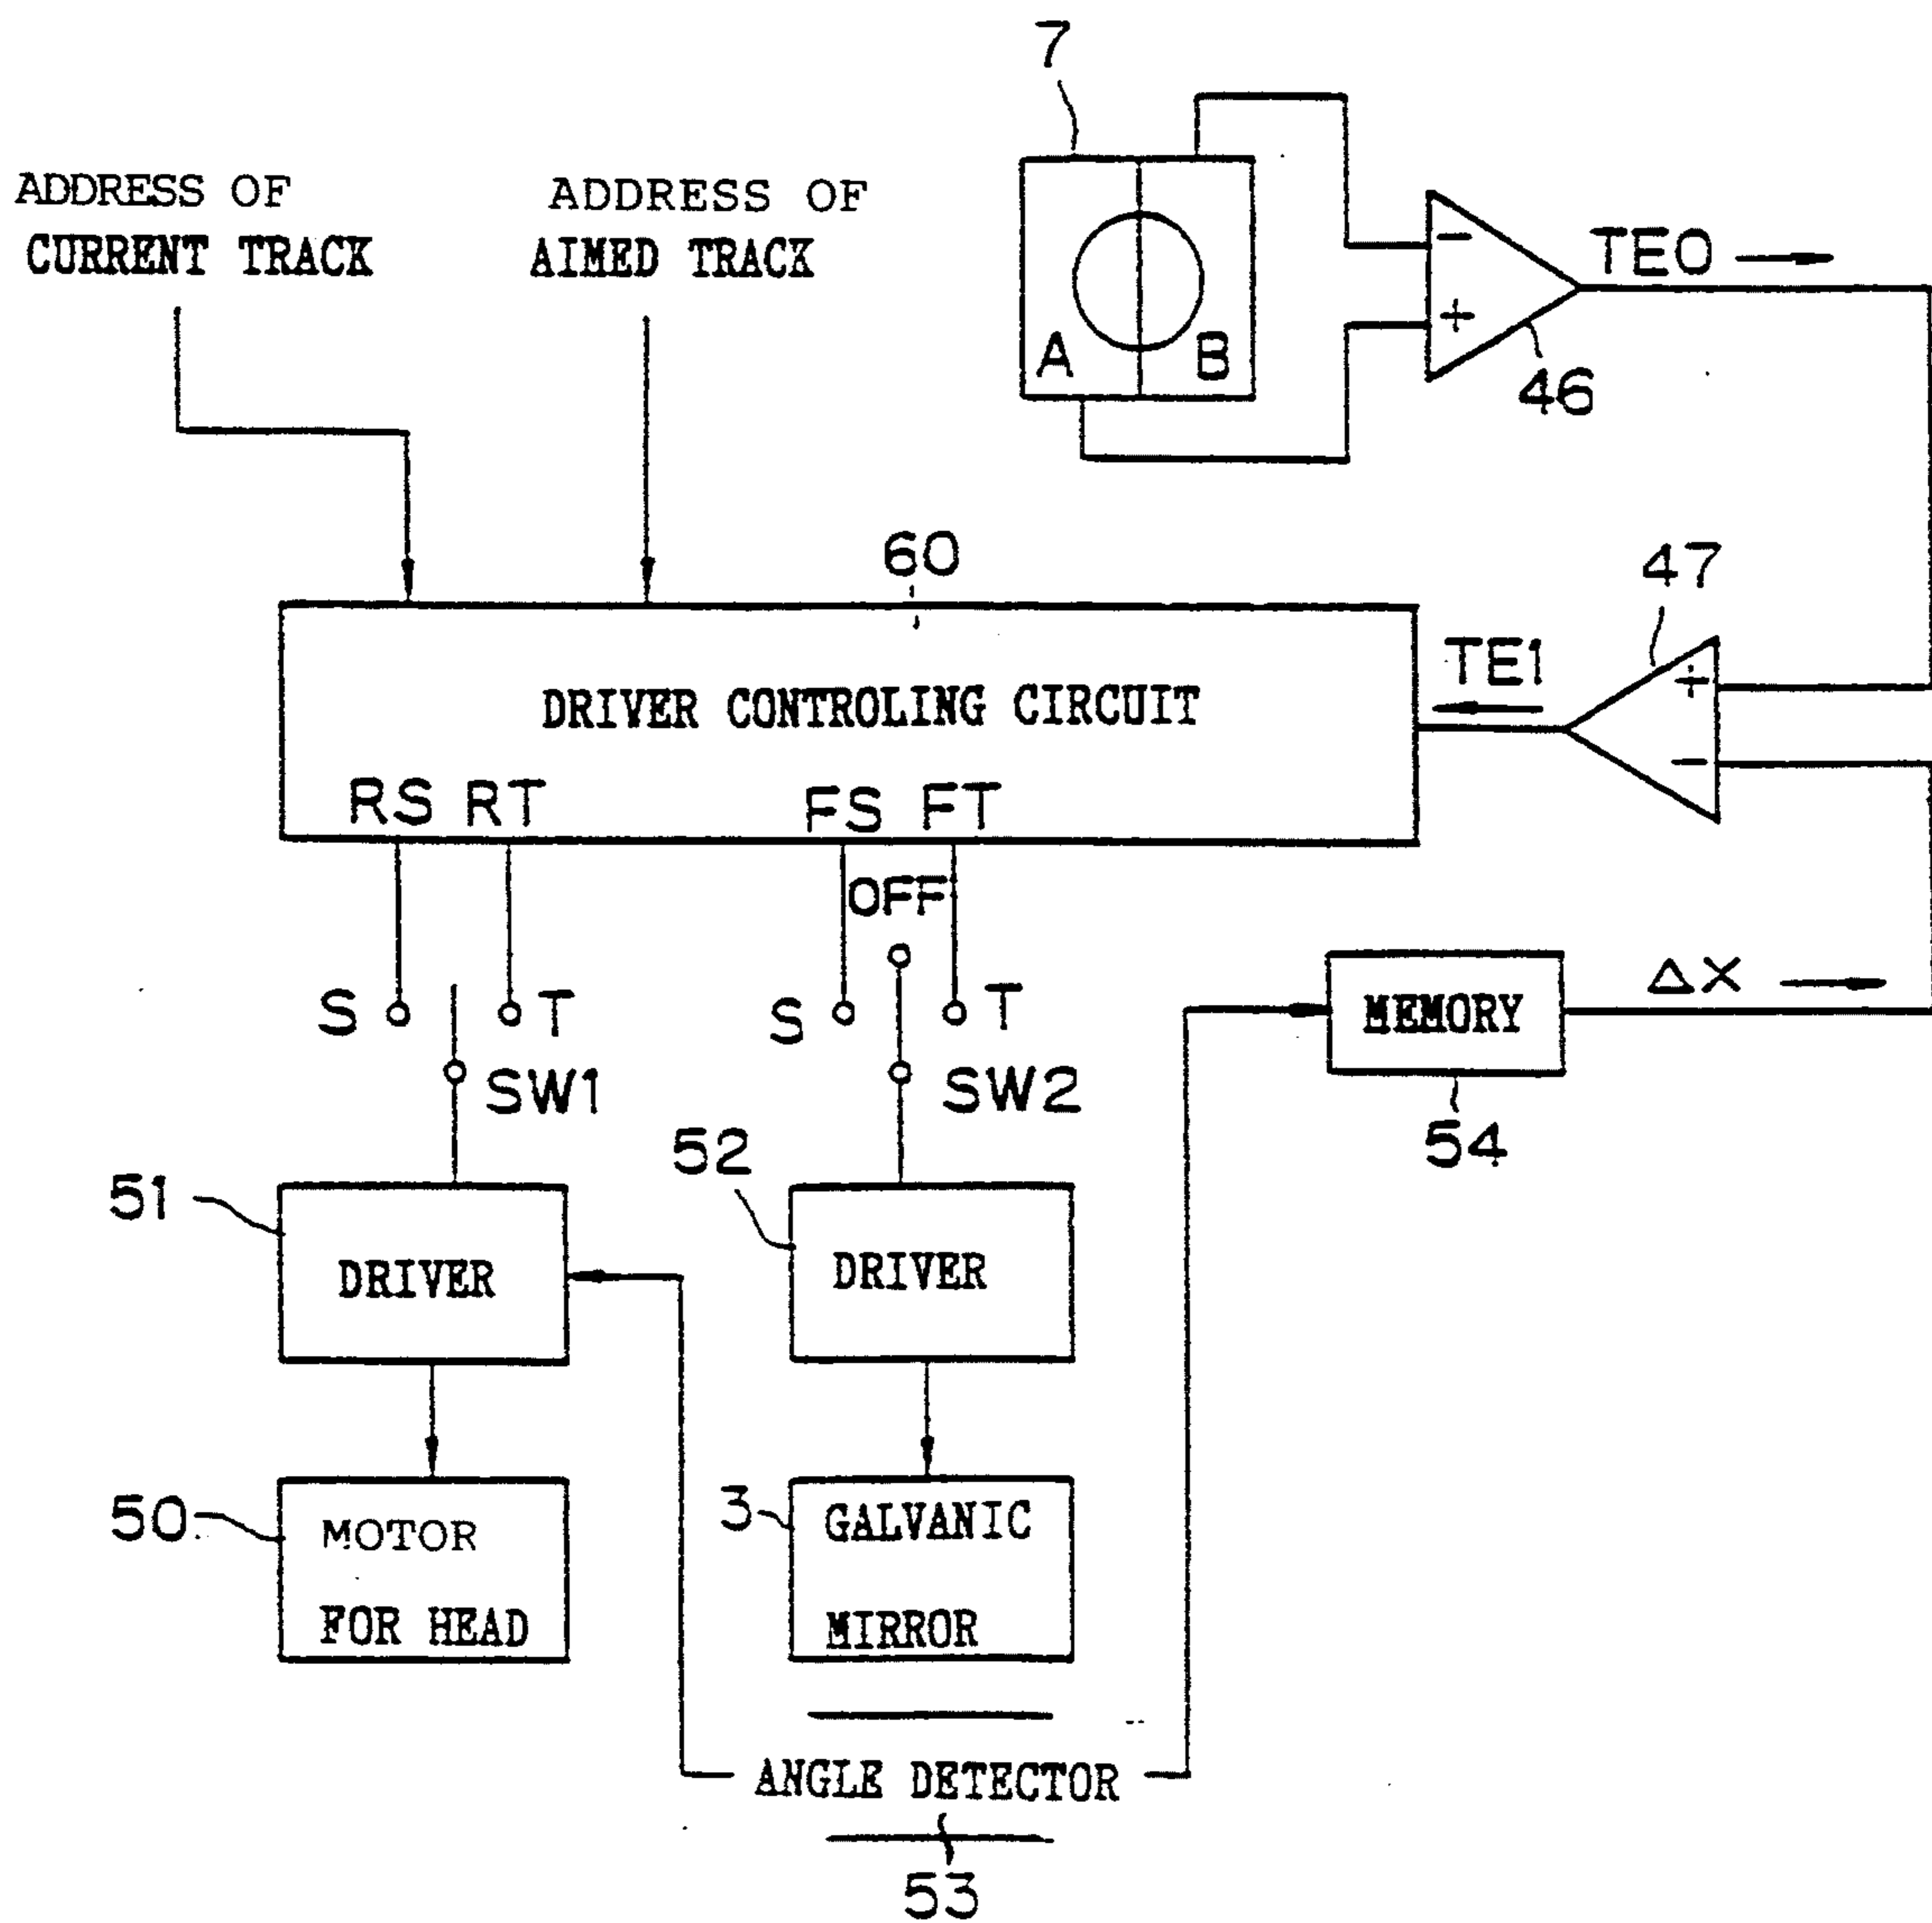 7
ADDRESS OF
CURRENT TRACK
ADDRESS OF
AIMED TRACK
A
B
−
+
TE0
46
60
47
TE1
+
−
DRIVER CONTROLING CIRCUIT
RS RT FS FT
OFF
S T
SW1
S T
SW2
MEMORY
ΔX
54
51
DRIVER
52
DRIVER
50
MOTOR
FOR HEAD
3
GALVANIC
MIRROR
ANGLE DETECTOR
53